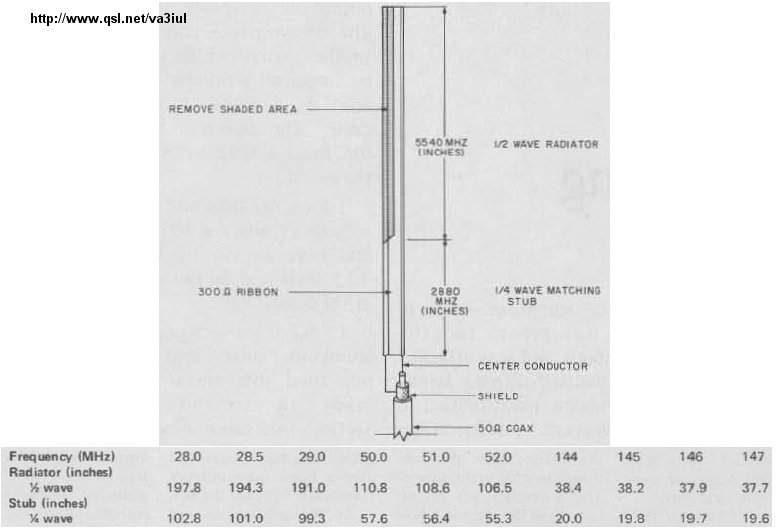 http://www.qsl.net/va3iul
REMOVE SHADED AREA
5540 MHZ
(INCHES)
1/2 WAVE RADIATOR
300 Ω RIBBON
2880
MHZ
(INCHES)
1/4 WAVE MATCHING
STUB
CENTER CONDUCTOR
SHIELD
50Ω COAX
Frequency (MHz) 28.0 28.5 29.0 50.0 51.0 52.0 144 145 146 147
Radiator (inches)
½ wave 197.8 194.3 191.0 110.8 108.6 106.5 38.4 38.2 37.9 37.7
Stub (inches)
¼ wave 102.8 101.0 99.3 57.6 56.4 55.3 20.0 19.8 19.7 19.6